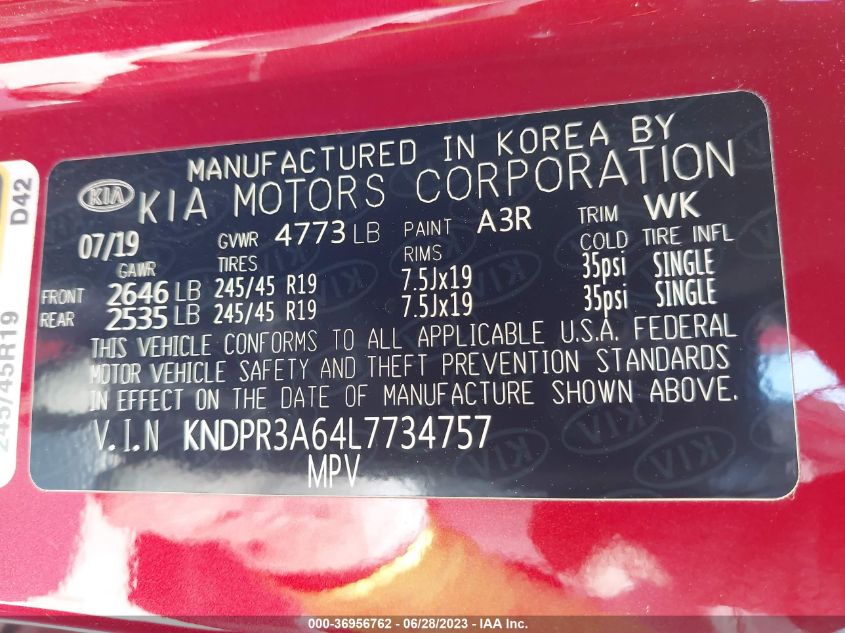 MANUFACTURED IN KOREA BY
KIA KIA MOTORS CORPORATION
07/19 GVWR 4773 LB PAINT A3R TRIM WK
GAWR TIRES RIMS COLD TIRE INFL
FRONT 2646 LB 245/45 R19 7.5Jx19 35psi SINGLE
REAR 2535 LB 245/45 R19 7.5Jx19 35psi SINGLE
THIS VEHICLE CONFORMS TO ALL APPLICABLE U.S.A. FEDERAL
MOTOR VEHICLE SAFETY AND THEFT PREVENTION STANDARDS
IN EFFECT ON THE DATE OF MANUFACTURE SHOWN ABOVE.
V.I.N KNDPR3A64L7734757
MPV
D42
245/45R19
000-36956762 - 06/28/2023 - IAA Inc.